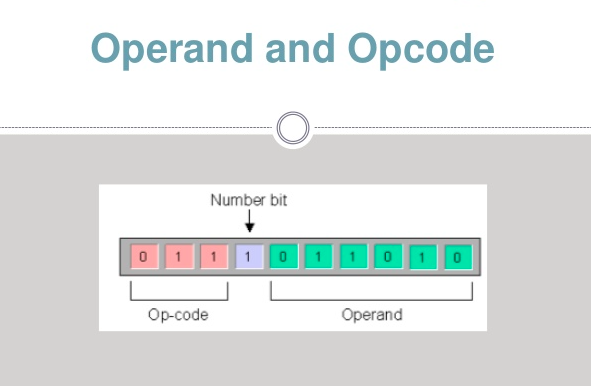 Operand and Opcode
Number bit
0 1 1 1 0 1 1 0 1 0
Op-code Operand